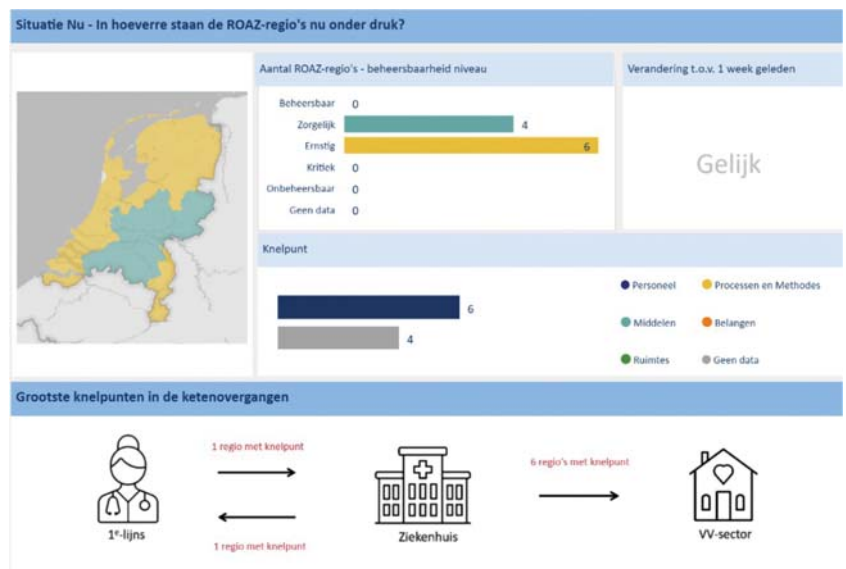 Situatie Nu - In hoeverre staan de ROAZ-regio's nu onder druk?
Aantal ROAZ-regio's - beheersbaarheid niveau
Beheersbaar 0
Zorgelijk 4
Ernstig 6
Kritiek 0
Onbeheersbaar 0
Geen data 0
Verandering t.o.v. 1 week geleden
Gelijk
Knelpunt
6
4
Personeel
Processen en Methodes
Middelen
Belangen
Ruimtes
Geen data
Grootste knelpunten in de ketenovergangen
1 regio met knelpunt
6 regio's met knelpunt
1e-lijns
Ziekenhuis
VV-sector
1 regio met knelpunt